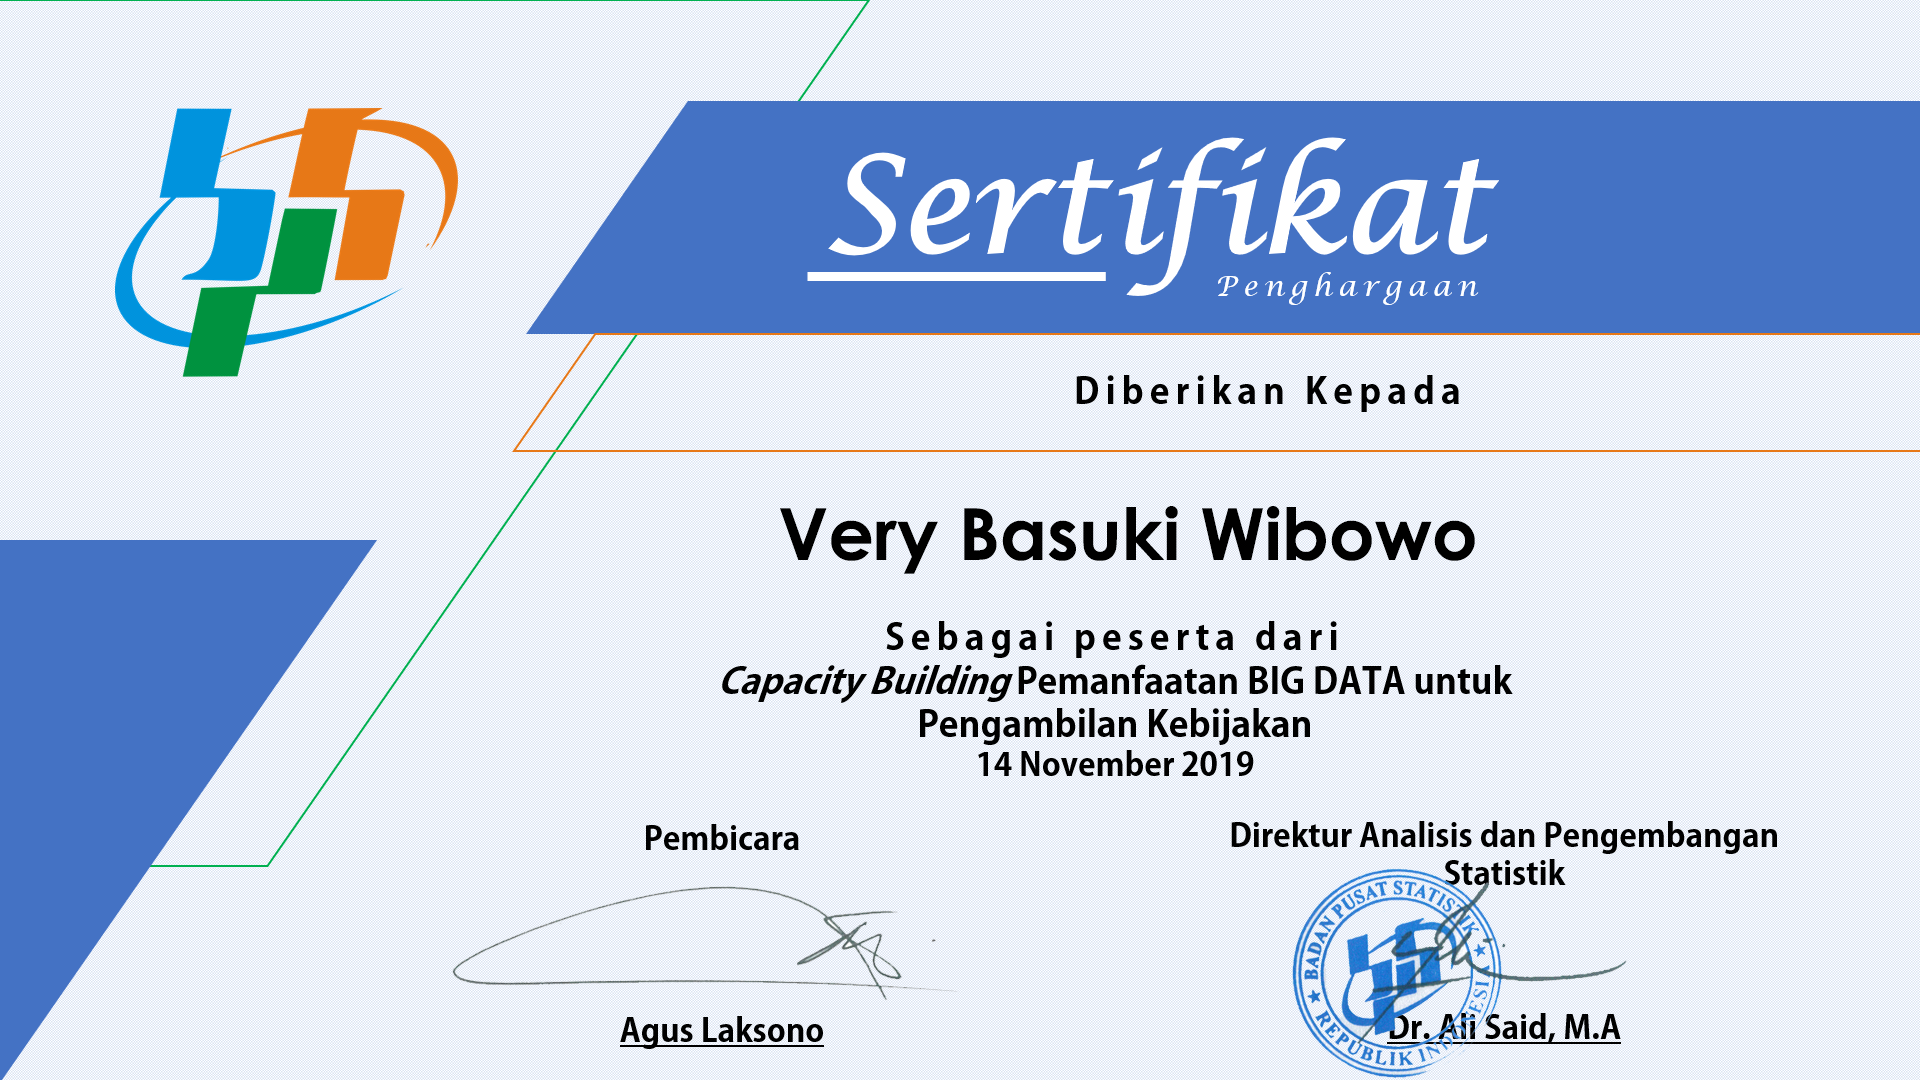 Sertifikat
Penghargaan
Diberikan Kepada
Very Basuki Wibowo
Sebagai peserta dari
Capacity Building Pemanfaatan BIG DATA untuk
Pengambilan Kebijakan
14 November 2019
Pembicara
Agus Laksono
Direktur Analisis dan Pengembangan
Statistik
BADAN PUSAT STATISTIK
REPUBLIK INDONESIA
Dr. Ali Said, M.A